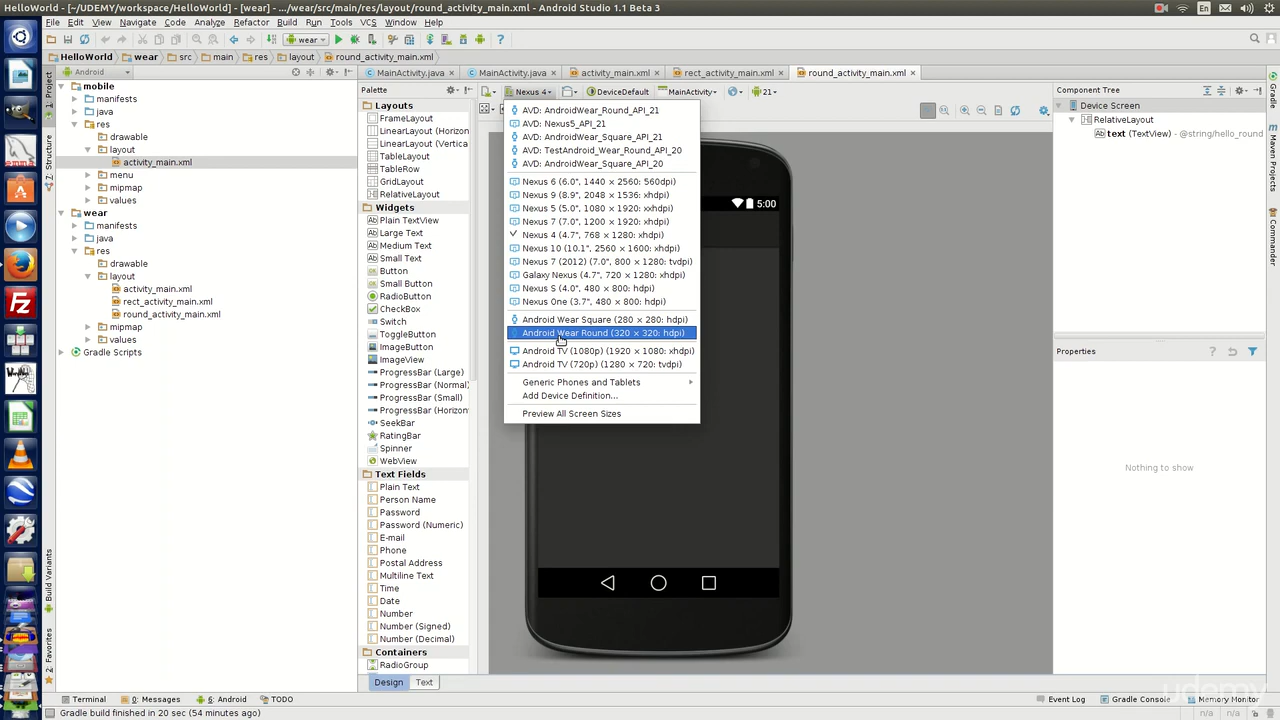 HelloWorld - [~/UDEMY/workspace/HelloWorld] - [wear] - .../wear/src/main/res/layout/round_activity_main.xml - Android Studio 1.1 Beta 3
En
File Edit View Navigate Code Analyze Refactor Build Run Tools VCS Window Help
wear
HelloWorld wear src main res layout round_activity_main.xml
Android
MainActivity.java MainActivity.java activity_main.xml rect_activity_main.xml round_activity_main.xml
1: Project
7: Structure
Build Variants
2: Favorites
mobile
manifests
java
res
drawable
layout
activity_main.xml
menu
mipmap
values
wear
manifests
java
res
drawable
layout
activity_main.xml
rect_activity_main.xml
round_activity_main.xml
mipmap
values
Gradle Scripts
Palette
Layouts
FrameLayout
LinearLayout (Horizon
LinearLayout (Vertica
TableLayout
TableRow
GridLayout
RelativeLayout
Widgets
Plain TextView
Large Text
Medium Text
Small Text
Button
Small Button
RadioButton
CheckBox
Switch
ToggleButton
ImageButton
ImageView
ProgressBar (Large)
ProgressBar (Normal)
ProgressBar (Small)
ProgressBar (Horizon
SeekBar
RatingBar
Spinner
WebView
Text Fields
Plain Text
Person Name
Password
Password (Numeric)
E-mail
Phone
Postal Address
Multiline Text
Time
Date
Number
Number (Signed)
Number (Decimal)
Containers
RadioGroup
Design Text
Nexus 4 DeviceDefault MainActivity 21
AVD: AndroidWear_Round_API_21
AVD: Nexus5_API_21
AVD: AndroidWear_Square_API_21
AVD: TestAndroid_Wear_Round_API_20
AVD: AndroidWear_Square_API_20
Nexus 6 (6.0", 1440 × 2560: 560dpi)
Nexus 9 (8.9", 2048 × 1536: xhdpi)
Nexus 5 (5.0", 1080 × 1920: xxhdpi)
Nexus 7 (7.0", 1200 × 1920: xhdpi)
Nexus 4 (4.7", 768 × 1280: xhdpi)
Nexus 10 (10.1", 2560 × 1600: xhdpi)
Nexus 7 (2012) (7.0", 800 × 1280: tvdpi)
Galaxy Nexus (4.7", 720 × 1280: xhdpi)
Nexus S (4.0", 480 × 800: hdpi)
Nexus One (3.7", 480 × 800: hdpi)
Android Wear Square (280 × 280: hdpi)
Android Wear Round (320 × 320: hdpi)
Android TV (1080p) (1920 × 1080: xhdpi)
Android TV (720p) (1280 × 720: tvdpi)
Generic Phones and Tablets
Add Device Definition...
Preview All Screen Sizes
5:00
Component Tree
Device Screen
RelativeLayout
text (TextView) - @string/hello_round
Properties
Nothing to show
Maven Projects
Gradle
Commander
Terminal 0: Messages 6: Android TODO
Event Log Gradle Console Memory Monitor
Gradle build finished in 20 sec (54 minutes ago)
n/a n/a
udemy